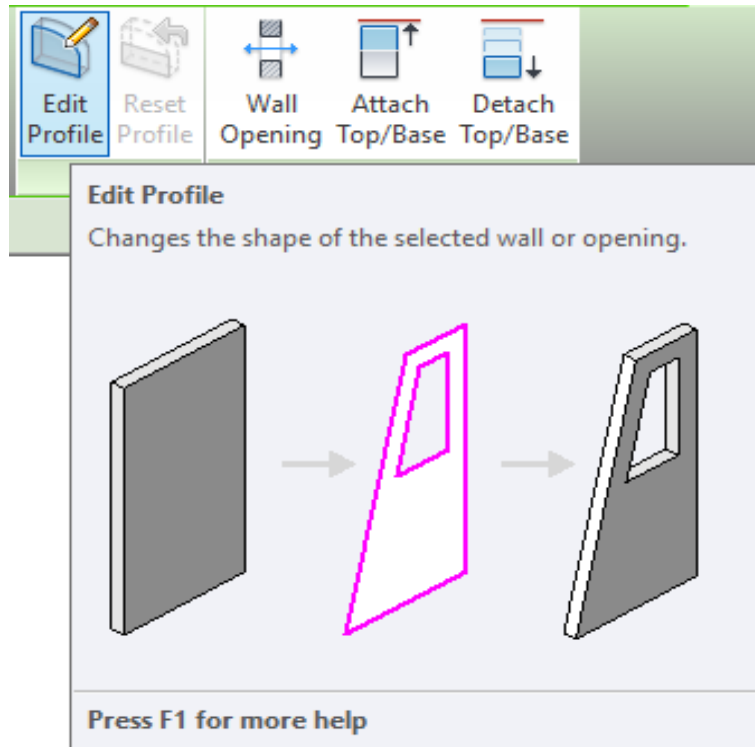 Edit Reset Wall Attach Detach
Profile Profile Opening Top/Base Top/Base
Edit Profile
Changes the shape of the selected wall or opening.
Press F1 for more help